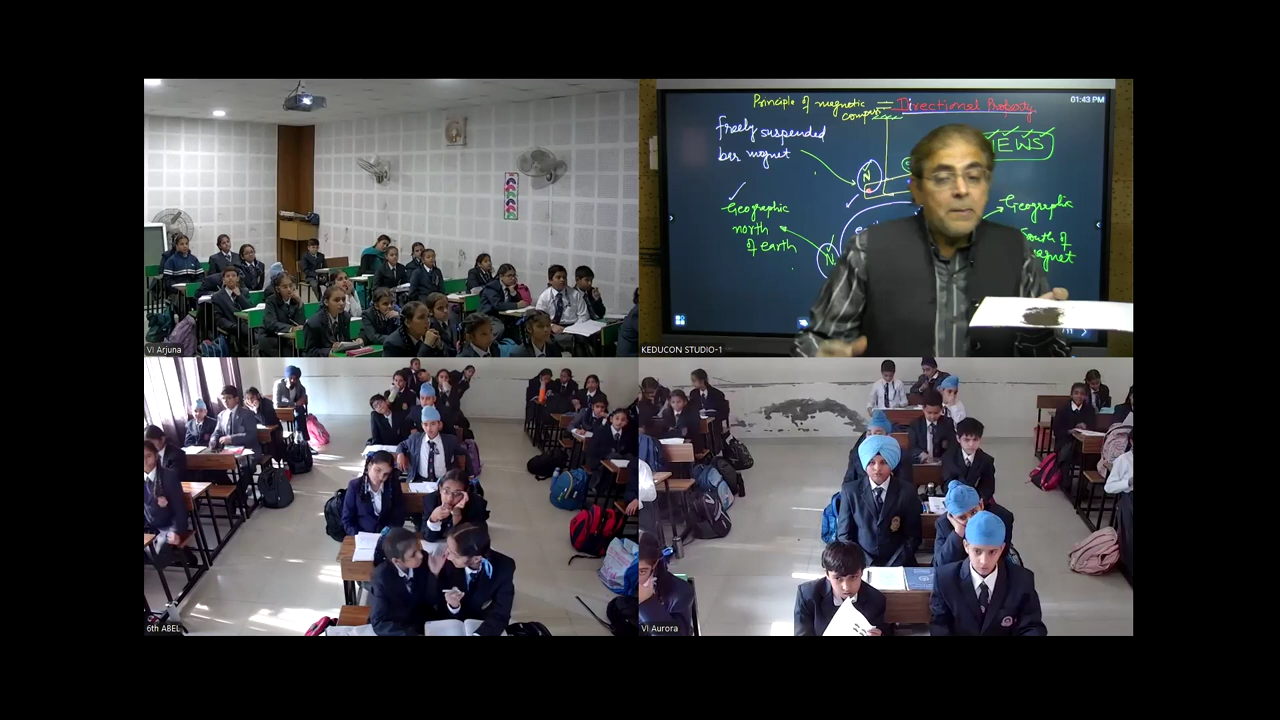 Principle of magnetic = Directional Property
compass
01:43 PM
freely suspended
bar magnet
IEWS
N
S
Geographic
north
of earth
N
Geographic
South of
magnet
VI Arjuna
KEDUCON STUDIO-1
6th ABEL
VI Aurora